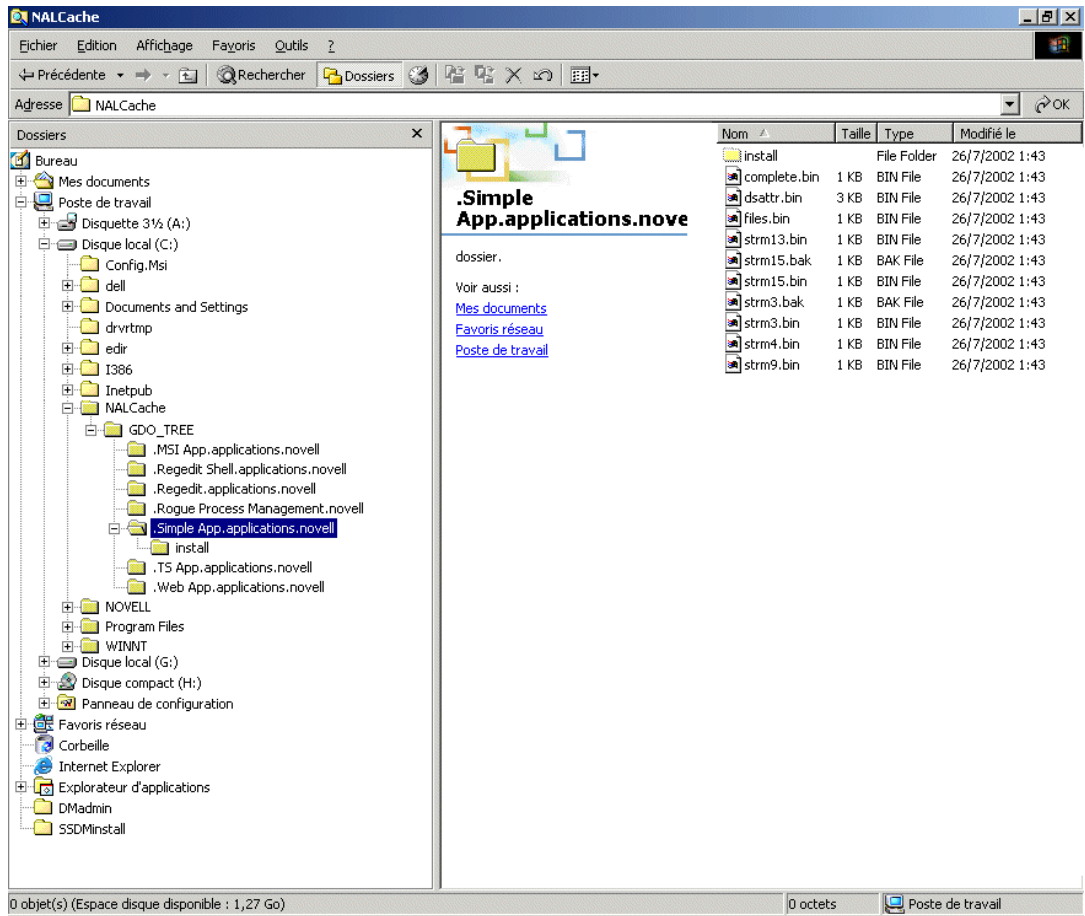 NALCache
Eichier Edition Affichage Favoris Outils ?
Précédente Rechercher Dossiers
Adresse NALCache OK
Dossiers
Bureau
Mes documents
Poste de travail
Disquette 3½ (A:)
Disque local (C:)
Config.Msi
dell
Documents and Settings
drvrtmp
edir
I386
Inetpub
NALCache
GDO_TREE
.MSI App.applications.novell
.Regedit Shell.applications.novell
.Regedit.applications.novell
.Rogue Process Management.novell
.Simple App.applications.novell
install
.TS App.applications.novell
.Web App.applications.novell
NOVELL
Program Files
WINNT
Disque local (G:)
Disque compact (H:)
Panneau de configuration
Favoris réseau
Corbeille
Internet Explorer
Explorateur d'applications
DMadmin
SSDMinstall
.Simple
App.applications.nove
dossier.
Voir aussi :
Mes documents
Favoris réseau
Poste de travail
Nom Taille Type Modifié le
install File Folder 26/7/2002 1:43
complete.bin 1 KB BIN File 26/7/2002 1:43
dsattr.bin 3 KB BIN File 26/7/2002 1:43
files.bin 1 KB BIN File 26/7/2002 1:43
strm13.bin 1 KB BIN File 26/7/2002 1:43
strm15.bak 1 KB BAK File 26/7/2002 1:43
strm15.bin 1 KB BIN File 26/7/2002 1:43
strm3.bak 1 KB BAK File 26/7/2002 1:43
strm3.bin 1 KB BIN File 26/7/2002 1:43
strm4.bin 1 KB BIN File 26/7/2002 1:43
strm9.bin 1 KB BIN File 26/7/2002 1:43
0 objet(s) (Espace disque disponible : 1,27 Go) 0 octets Poste de travail